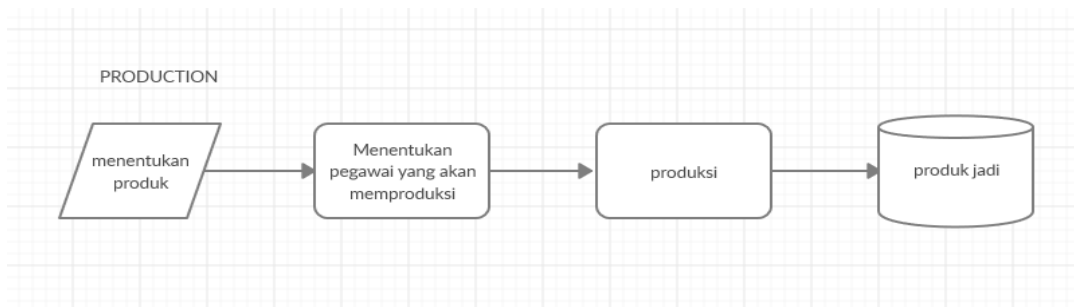 PRODUCTION
menentukan
produk
Menentukan
pegawai yang akan
memproduksi
produksi
produk jadi